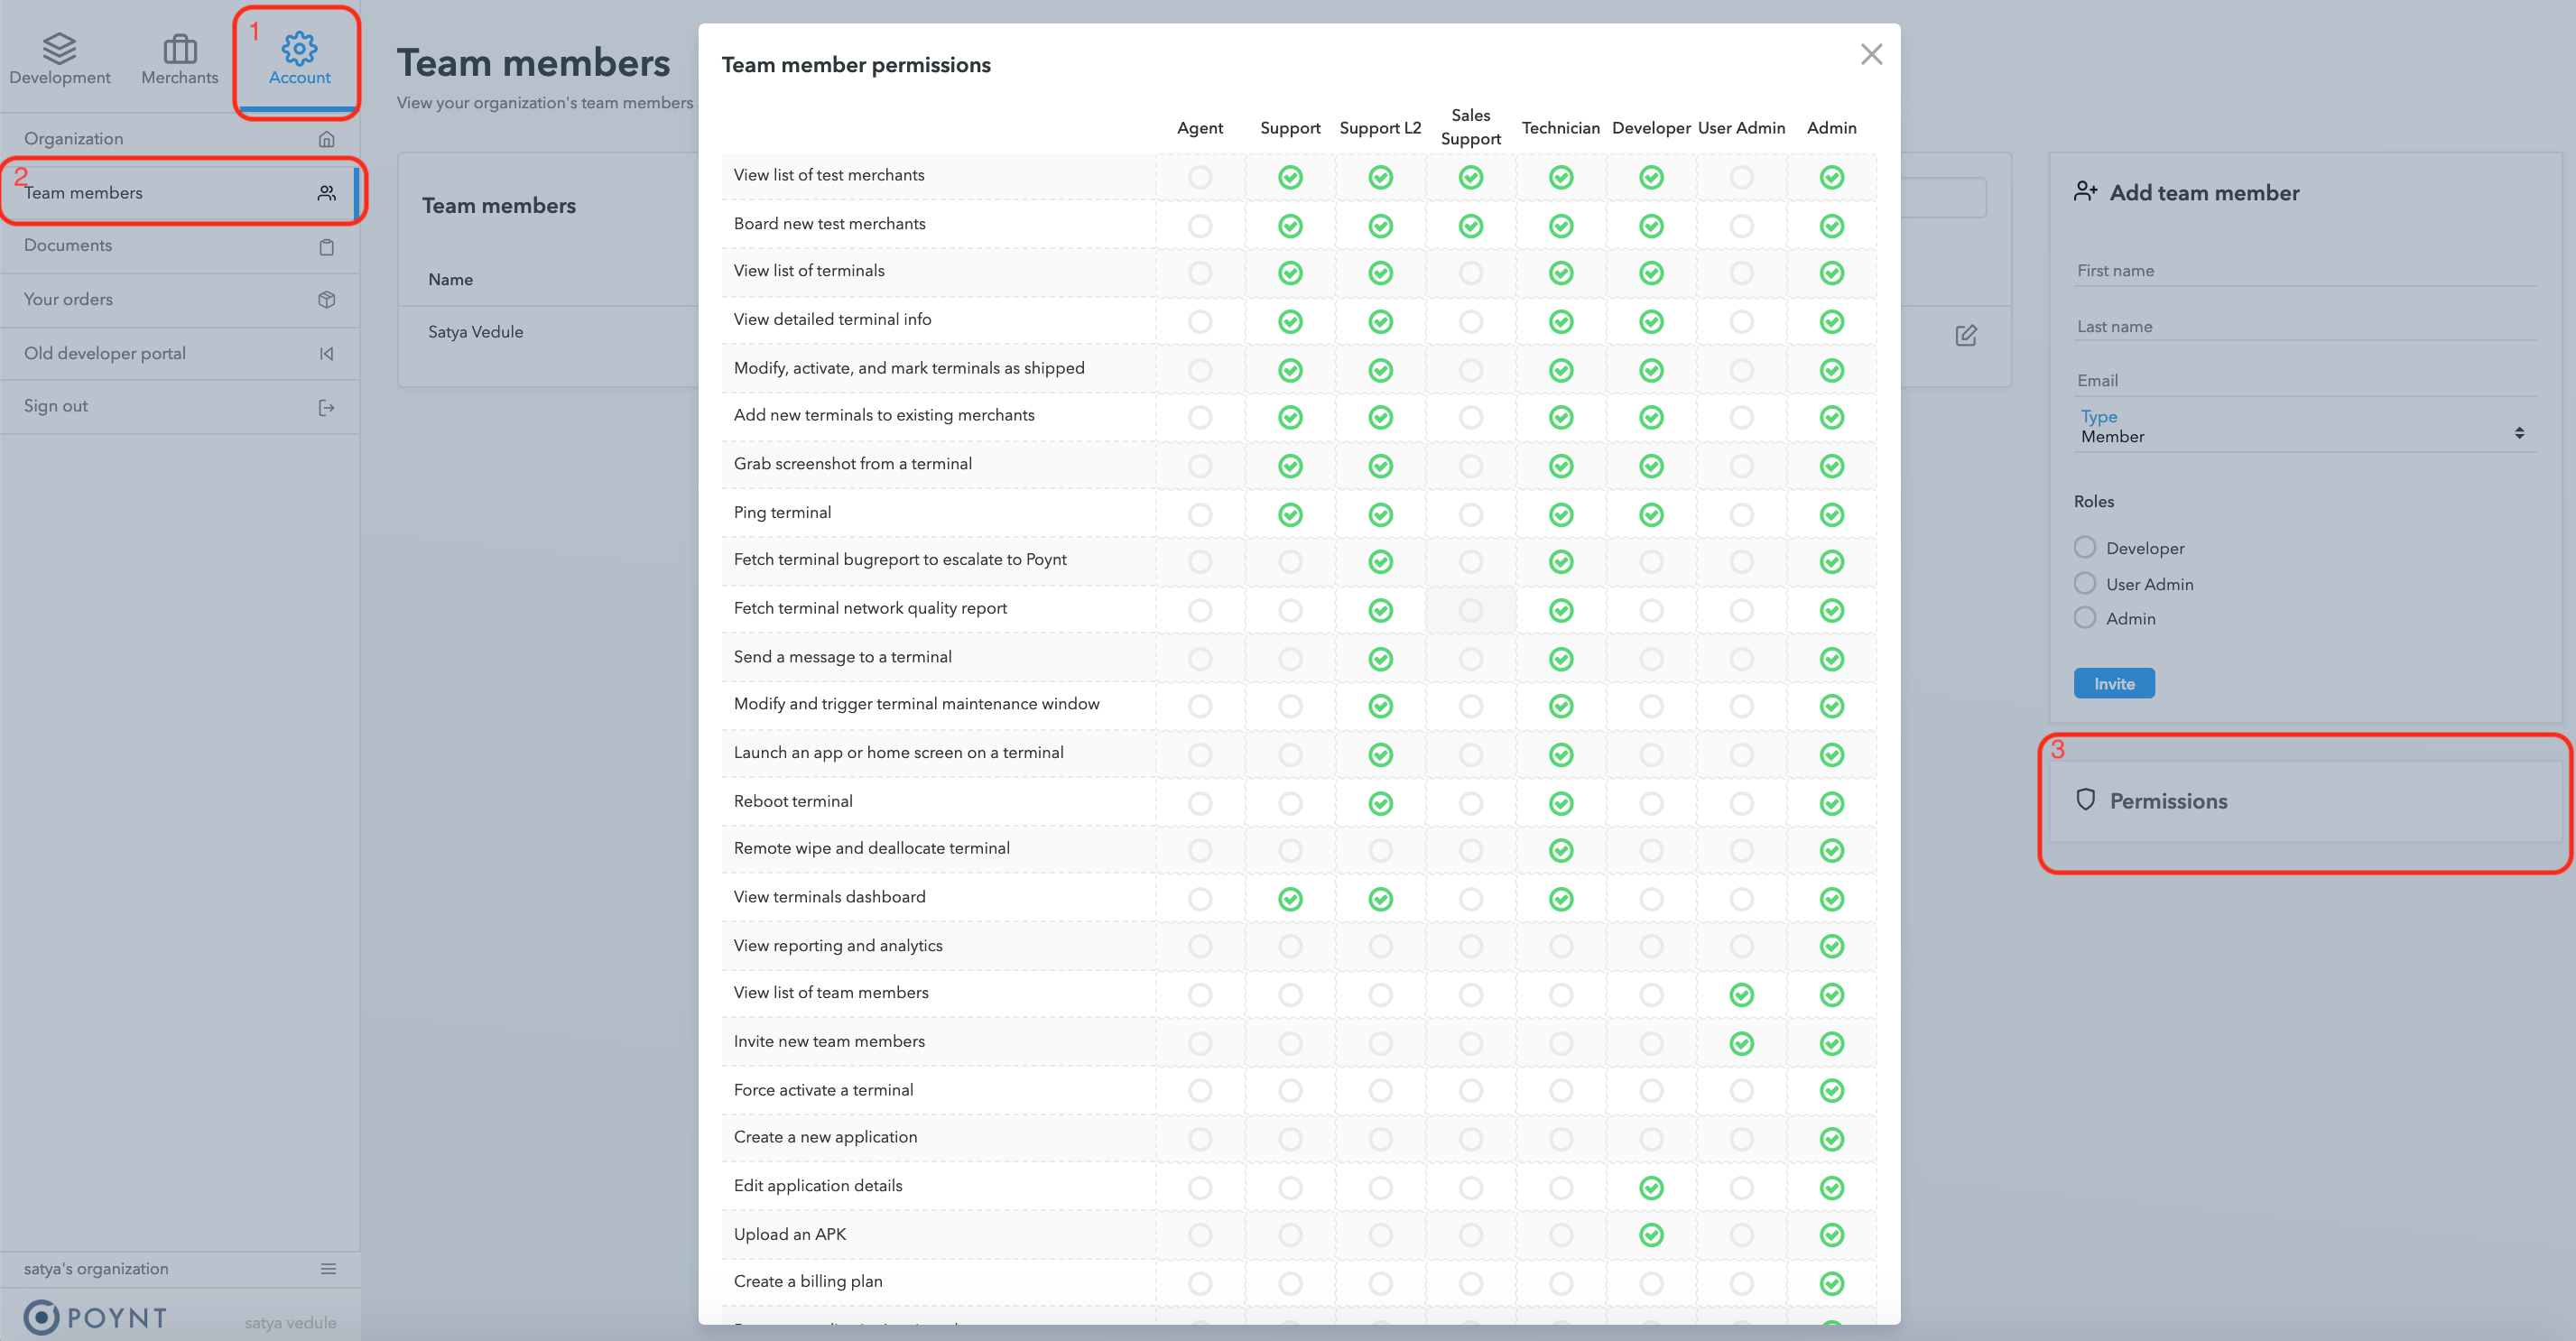 1
Development
Merchants
Account
Organization
2
Team members
Documents
Your orders
Old developer portal
Sign out
satya's organization
POYNT
satya vedule
Team members
View your organization's team members
Team members
Name
Satya Vedule
Team member permissions
Agent
Support
Support L2
Sales
Support
Technician
Developer
User Admin
Admin
View list of test merchants
Board new test merchants
View list of terminals
View detailed terminal info
Modify, activate, and mark terminals as shipped
Add new terminals to existing merchants
Grab screenshot from a terminal
Ping terminal
Fetch terminal bugreport to escalate to Poynt
Fetch terminal network quality report
Send a message to a terminal
Modify and trigger terminal maintenance window
Launch an app or home screen on a terminal
Reboot terminal
Remote wipe and deallocate terminal
View terminals dashboard
View reporting and analytics
View list of team members
Invite new team members
Force activate a terminal
Create a new application
Edit application details
Upload an APK
Create a billing plan
Add team member
First name
Last name
Email
Type
Member
Roles
Developer
User Admin
Admin
Invite
3
Permissions